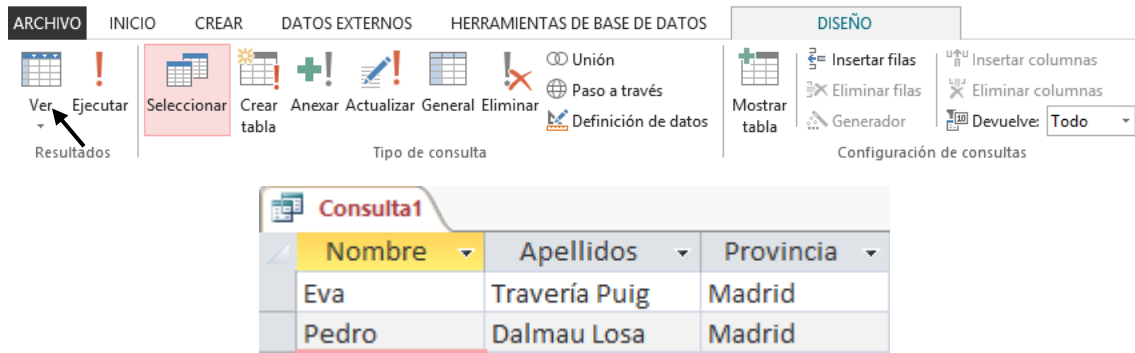 ARCHIVO INICIO CREAR DATOS EXTERNOS HERRAMIENTAS DE BASE DE DATOS DISEÑO
Ver Ejecutar
Resultados
Seleccionar Crear tabla Anexar Actualizar General Eliminar
Unión
Paso a través
Definición de datos
Tipo de consulta
Mostrar tabla
Insertar filas
Eliminar filas
Generador
Insertar columnas
Eliminar columnas
Devuelve: Todo
Configuración de consultas
Consulta1
Nombre Apellidos Provincia
Eva Travería Puig Madrid
Pedro Dalmau Losa Madrid